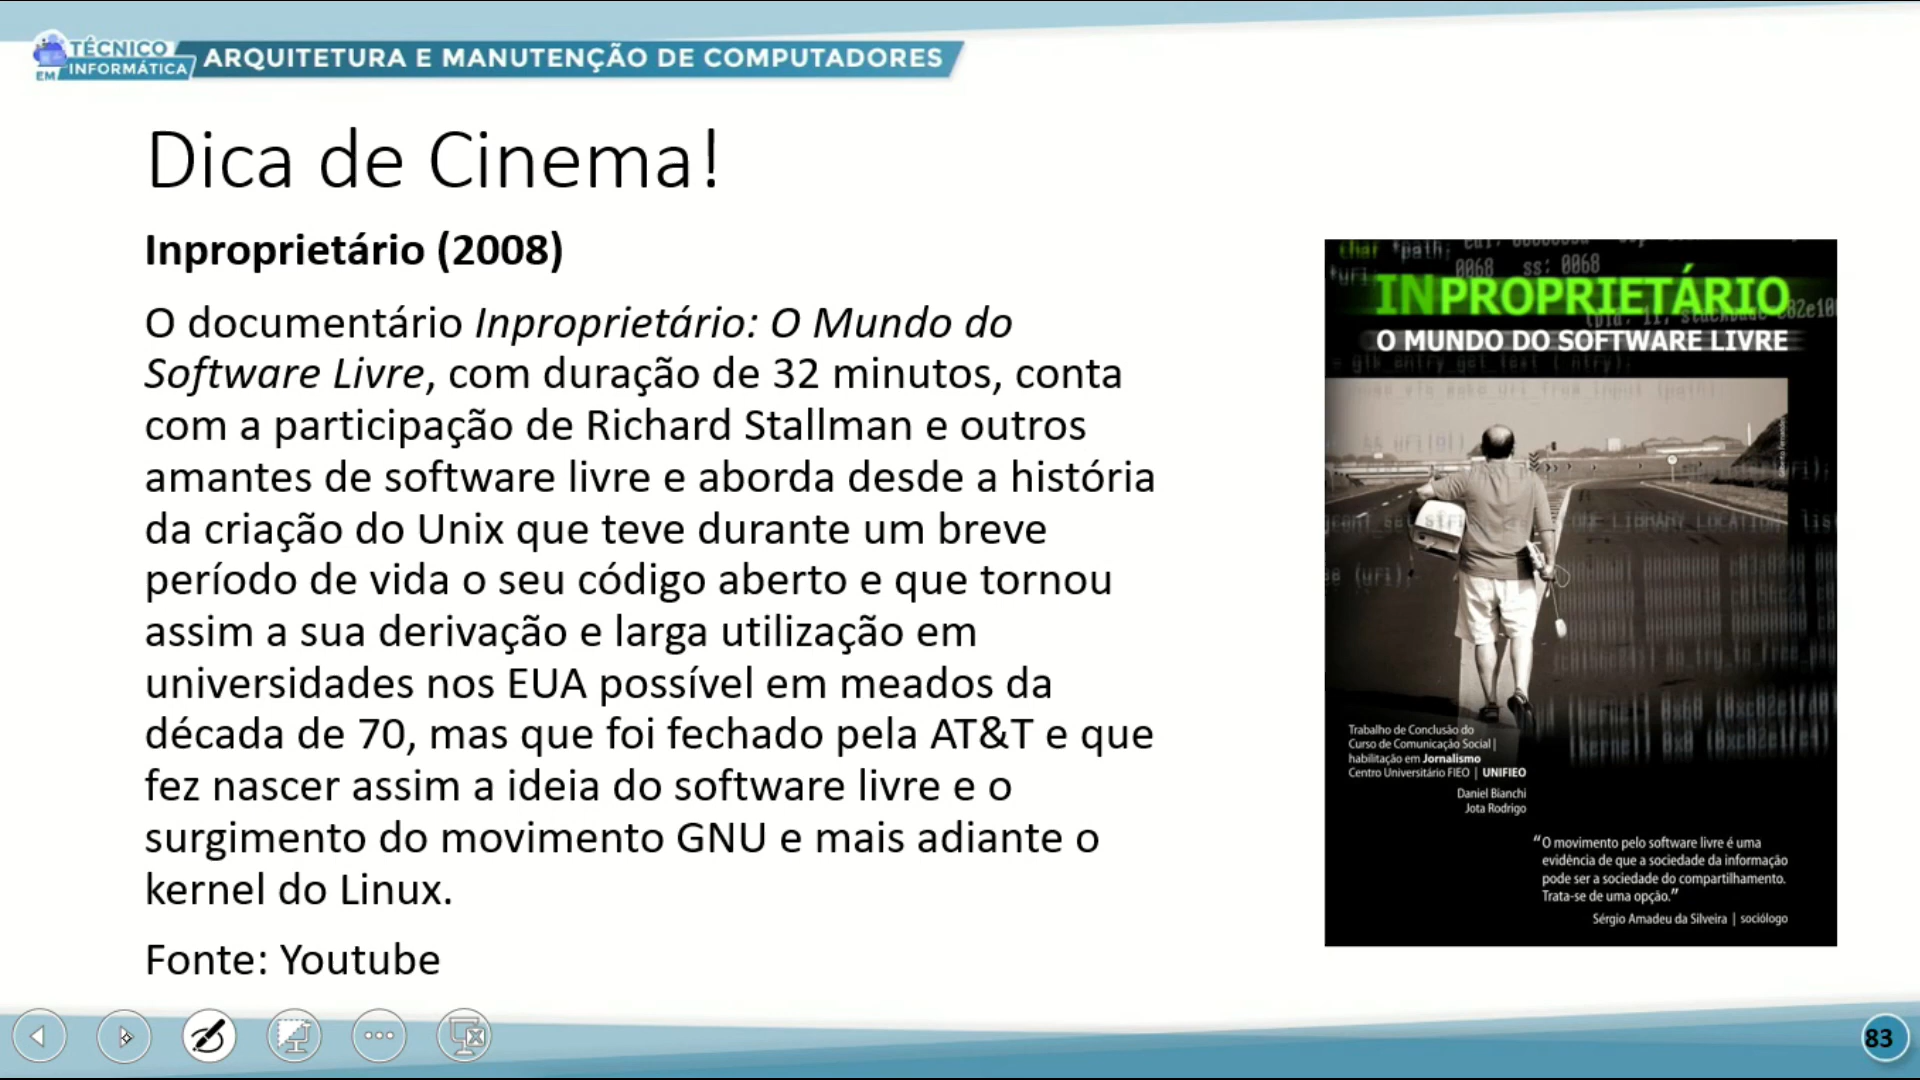 TÉCNICO
EM INFORMÁTICA
ARQUITETURA E MANUTENÇÃO DE COMPUTADORES
Dica de Cinema!
Inproprietário (2008)
O documentário Inproprietário: O Mundo do
Software Livre, com duração de 32 minutos, conta
com a participação de Richard Stallman e outros
amantes de software livre e aborda desde a história
da criação do Unix que teve durante um breve
período de vida o seu código aberto e que tornou
assim a sua derivação e larga utilização em
universidades nos EUA possível em meados da
década de 70, mas que foi fechado pela AT&T e que
fez nascer assim a ideia do software livre e o
surgimento do movimento GNU e mais adiante o
kernel do Linux.
Fonte: Youtube
char *path;
0068 ss: 0068
INPROPRIETÁRIO
O MUNDO DO SOFTWARE LIVRE
Trabalho de Conclusão do
Curso de Comunicação Social |
habilitação em Jornalismo
Centro Universitário FIEO | UNIFIEO
Daniel Bianchi
Jota Rodrigo
“O movimento pelo software livre é uma
evidência de que a sociedade da informação
pode ser a sociedade do compartilhamento.
Trata-se de uma opção.”
Sérgio Amadeu da Silveira | sociólogo
83